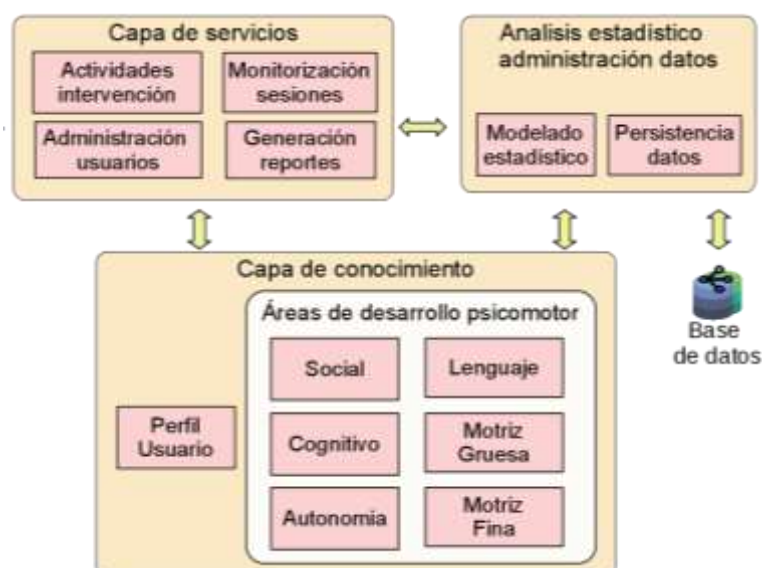 Capa de servicios
Actividades
intervención
Monitorización
sesiones
Administración
usuarios
Generación
reportes
Analisis estadístico
administración datos
Modelado
estadístico
Persistencia
datos
Capa de conocimiento
Áreas de desarrollo psicomotor
Social
Lenguaje
Perfil
Usuario
Cognitivo
Motriz
Gruesa
Autonomia
Motriz
Fina
Base
de datos